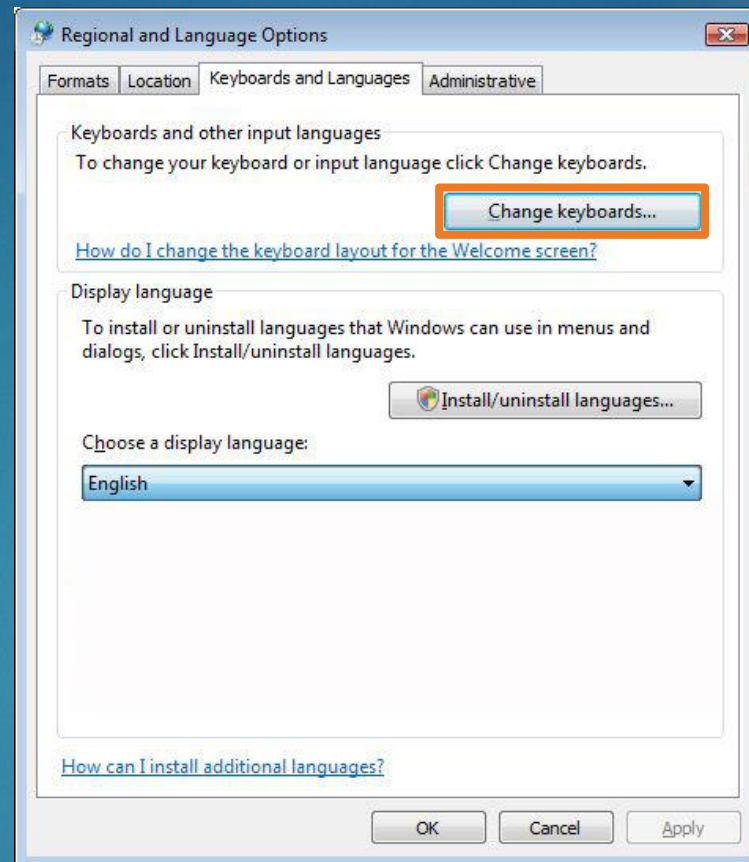 Regional and Language Options
Formats Location Keyboards and Languages Administrative
Keyboards and other input languages
To change your keyboard or input language click Change keyboards.
Change keyboards...
How do I change the keyboard layout for the Welcome screen?
Display language
To install or uninstall languages that Windows can use in menus and
dialogs, click Install/uninstall languages.
Install/uninstall languages...
Choose a display language:
English
How can I install additional languages?
OK Cancel Apply